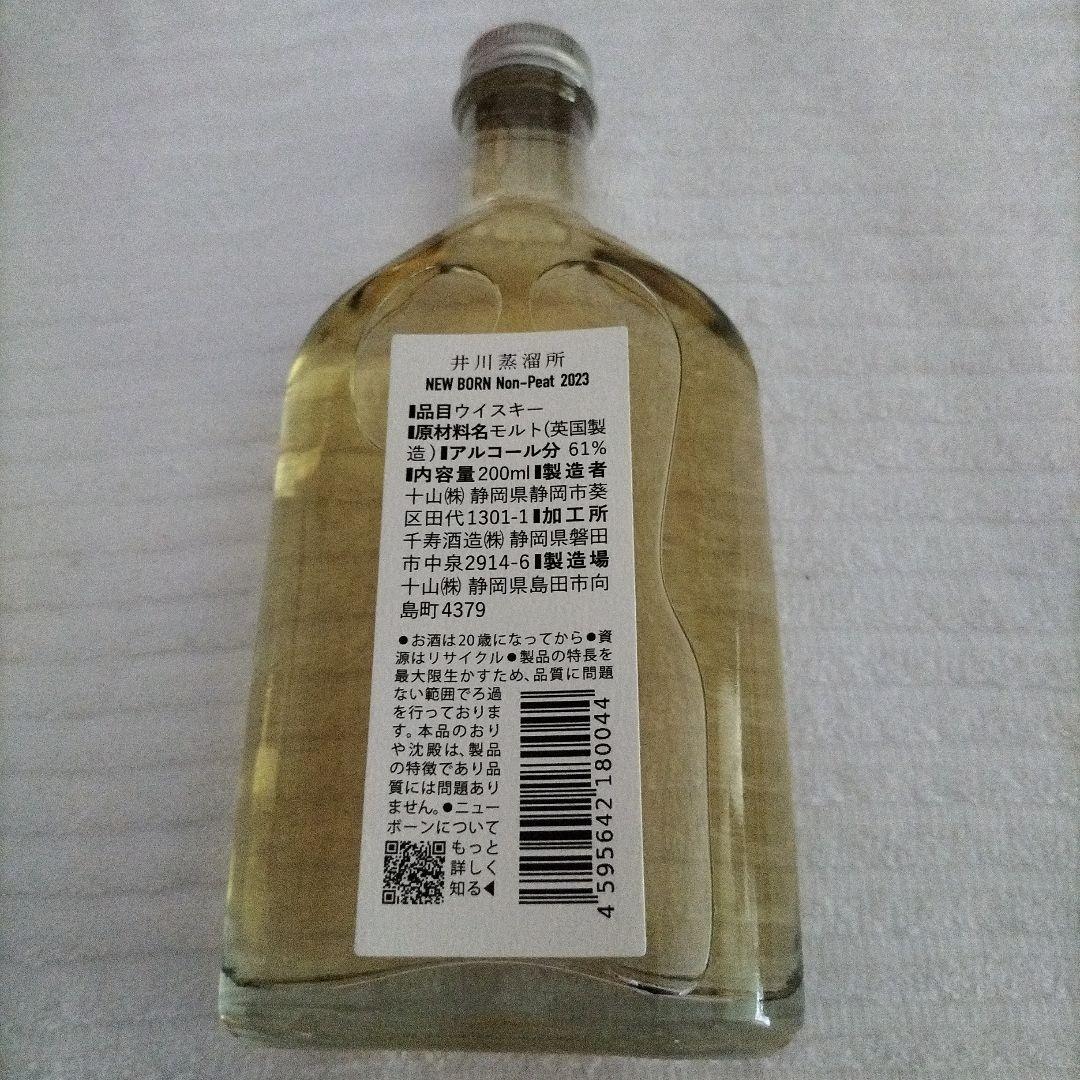 井川蒸溜所
NEW BORN Non-Peat 2023
▮品目ウイスキー
▮原材料名モルト(英国製
造)▮アルコール分 61%
▮内容量200ml▮製造者
十山㈱ 静岡県静岡市葵
区田代1301-1▮加工所
千寿酒造㈱ 静岡県磐田
市中泉2914-6▮製造場
十山㈱ 静岡県島田市向
島町4379
●お酒は20歳になってから●資
源はリサイクル●製品の特長を
最大限生かすため、品質に問題
ない範囲でろ過
を行っておりま
す。本品のおり
や沈殿は、製品
の特徴であり品
質には問題あり
ません。●ニュー
ボーンについて
もっと
詳しく
知る◀
4 595642 180044